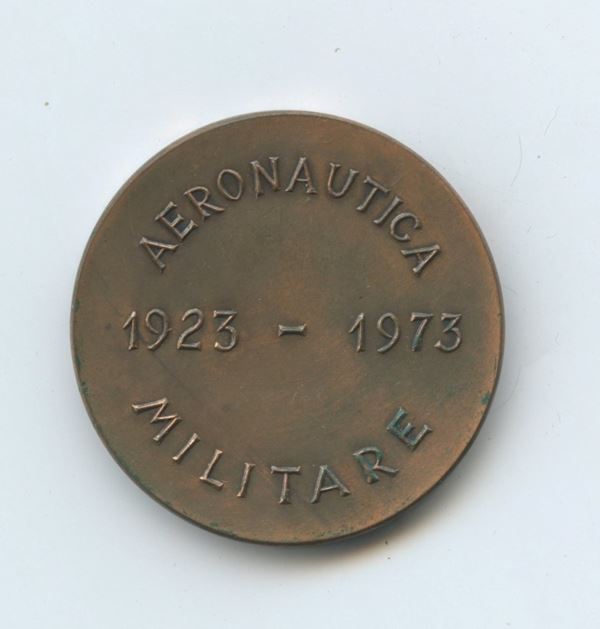 AERONAUTICA
1923 - 1973
MILITARE